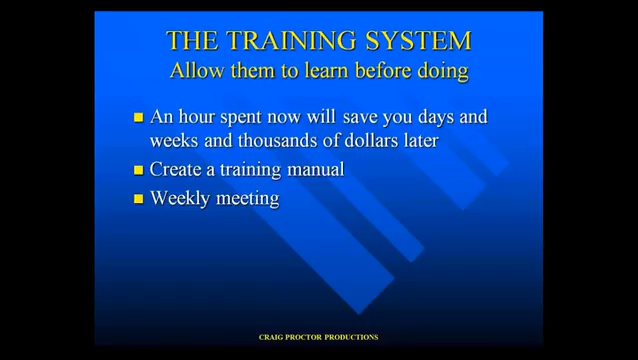 THE TRAINING SYSTEM
Allow them to learn before doing
An hour spent now will save you days and
weeks and thousands of dollars later
Create a training manual
Weekly meeting
CRAIG PROCTOR PRODUCTIONS